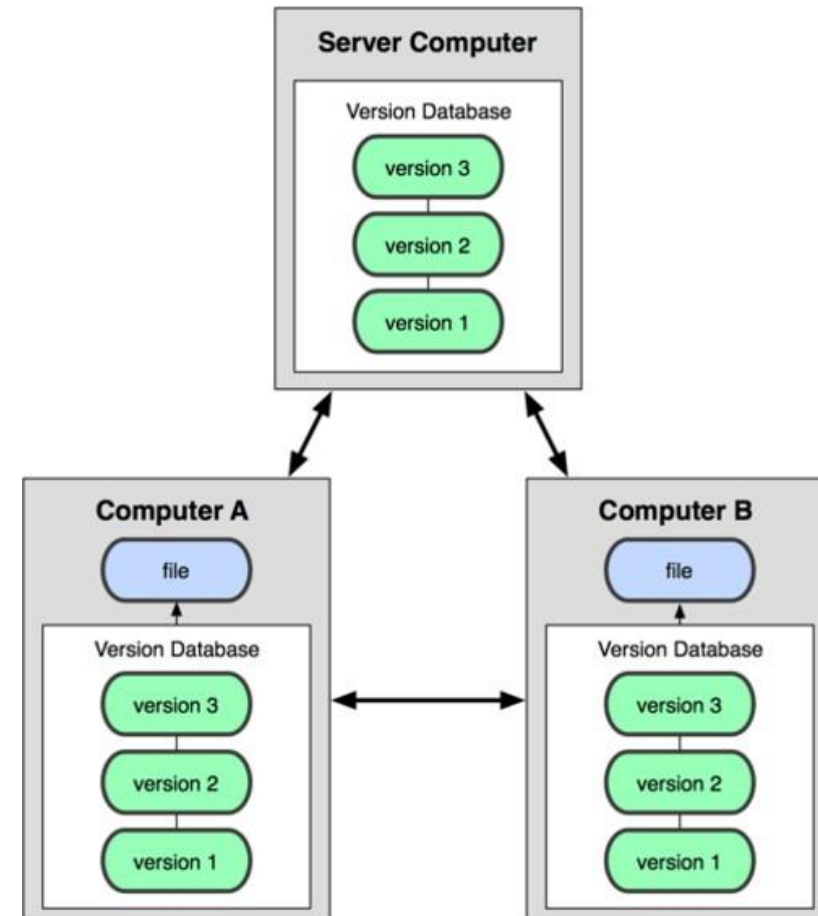 Server Computer
Version Database
version 3
version 2
version 1
Computer A
file
Version Database
version 3
version 2
version 1
Computer B
file
Version Database
version 3
version 2
version 1